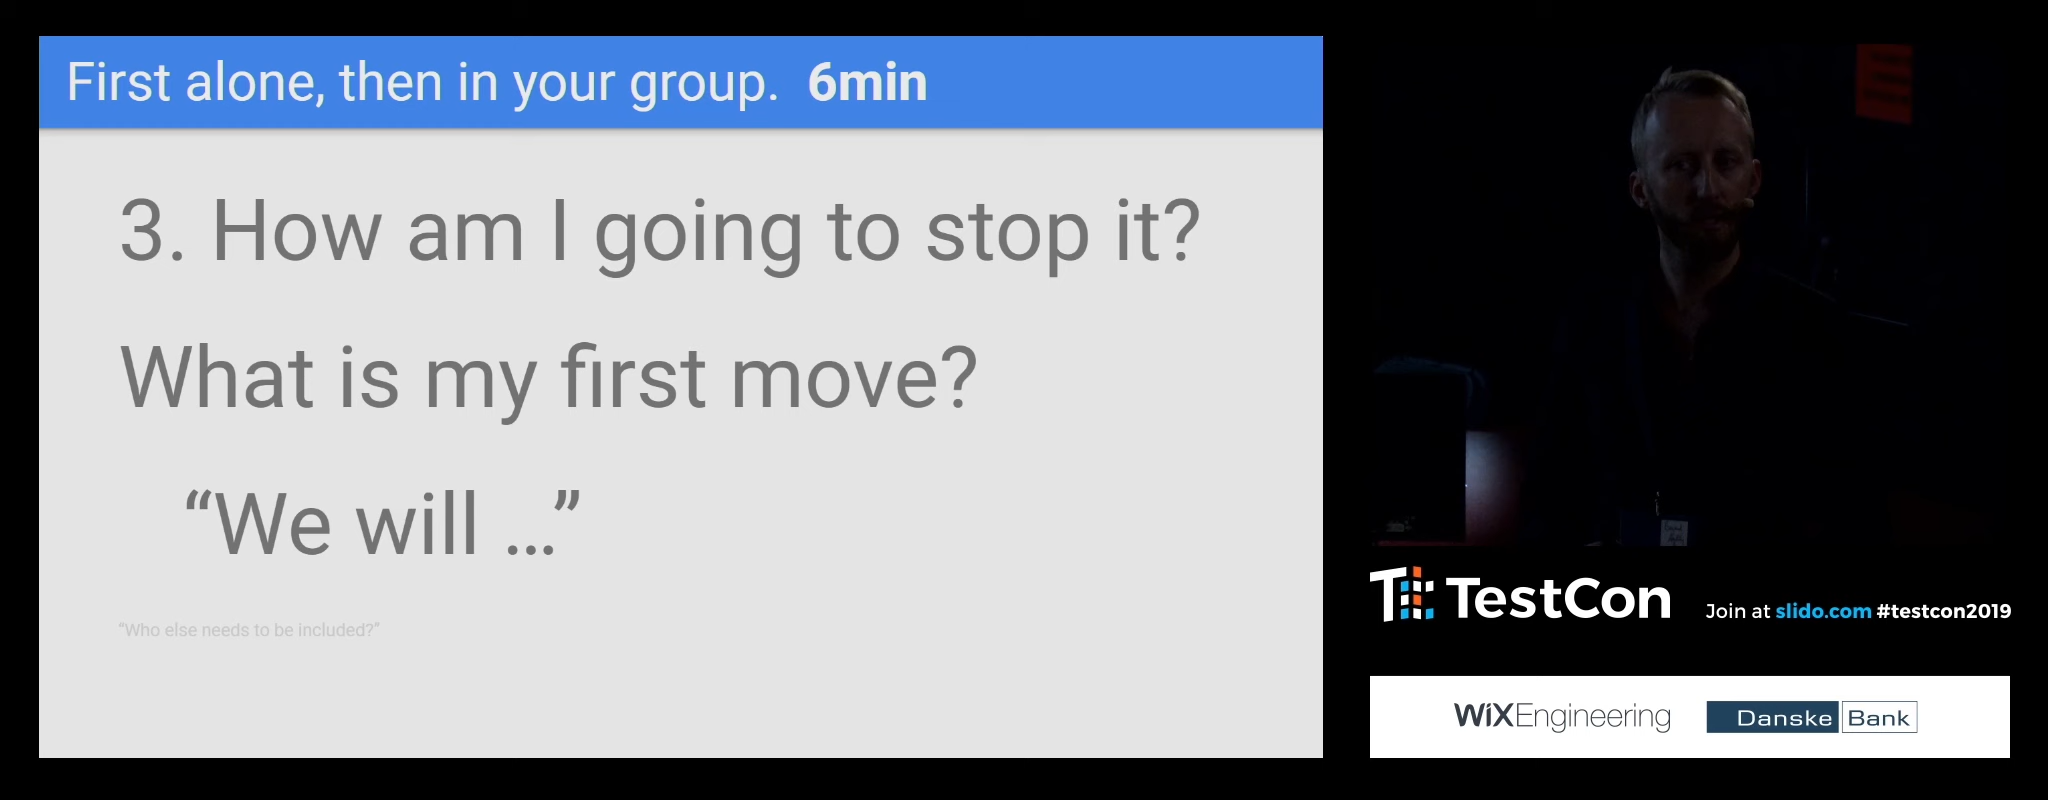 First alone, then in your group. 6min
3. How am I going to stop it?
What is my first move?
“We will ...”
“Who else needs to be included?”
TestCon
Join at slido.com #testcon2019
WiXEngineering
Danske Bank